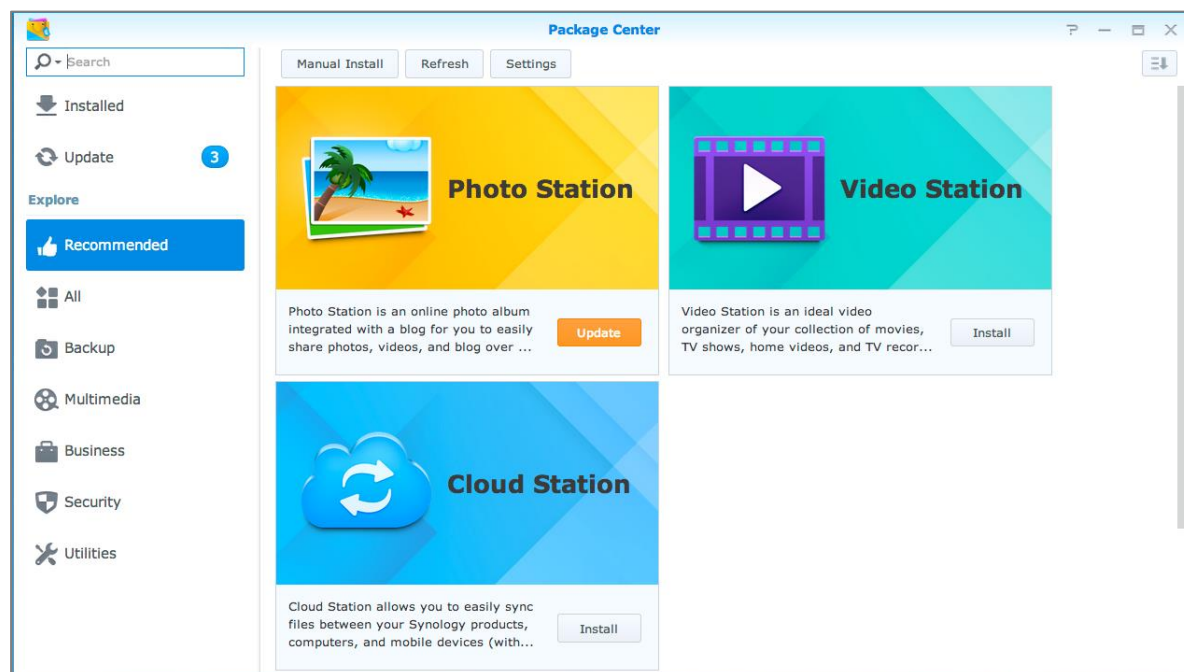 Package Center
Search
Manual Install
Refresh
Settings
Installed
Update
3
Explore
Recommended
All
Backup
Multimedia
Business
Security
Utilities
Photo Station
Photo Station is an online photo album
integrated with a blog for you to easily
share photos, videos, and blog over ...
Update
Video Station
Video Station is an ideal video
organizer of your collection of movies,
TV shows, home videos, and TV recor...
Install
Cloud Station
Cloud Station allows you to easily sync
files between your Synology products,
computers, and mobile devices (with...
Install